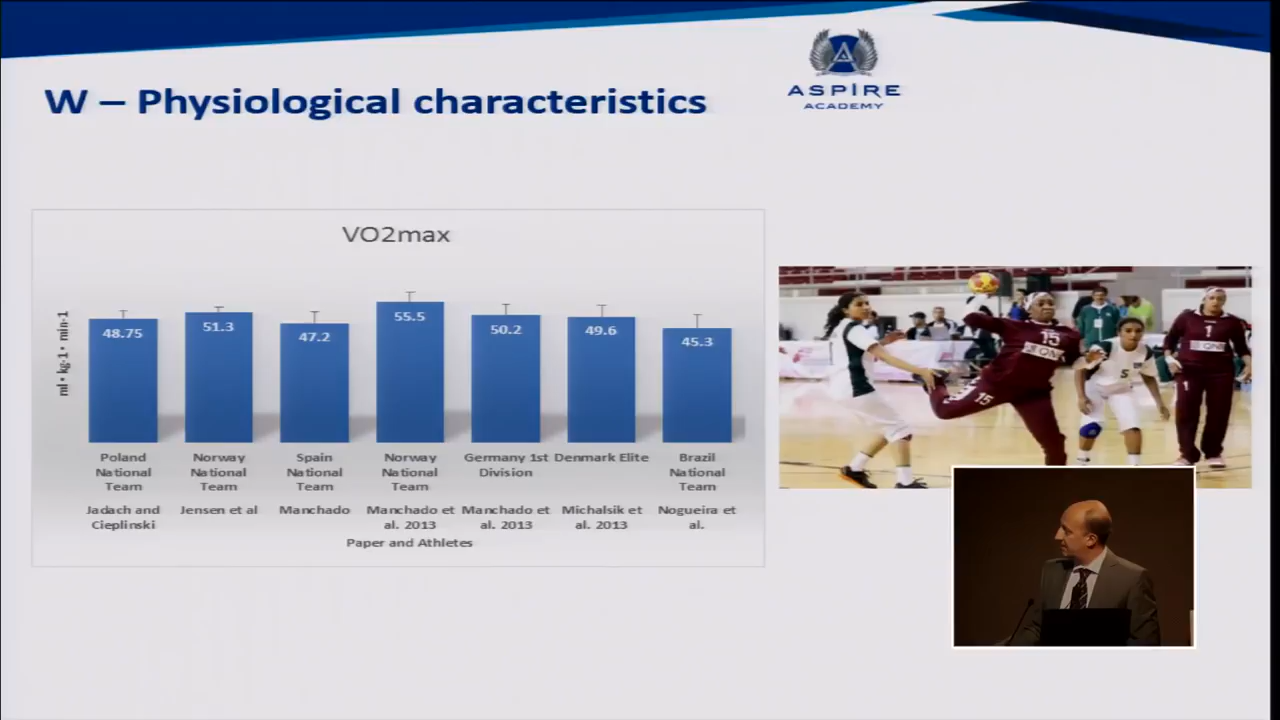 W – Physiological characteristics
ASPIRE
ACADEMY
VO2max
ml • kg-1 • min-1
48.75
51.3
47.2
55.5
50.2
49.6
45.3
Poland
National
Team
Norway
National
Team
Spain
National
Team
Norway
National
Team
Germany 1st
Division
Denmark Elite
Brazil
National
Team
Jadach and
Cieplinski
Jensen et al
Manchado
Manchado et
al. 2013
Manchado et
al. 2013
Michalsik et
al. 2013
Nogueira et
al.
Paper and Athletes
15
15
5
1
1